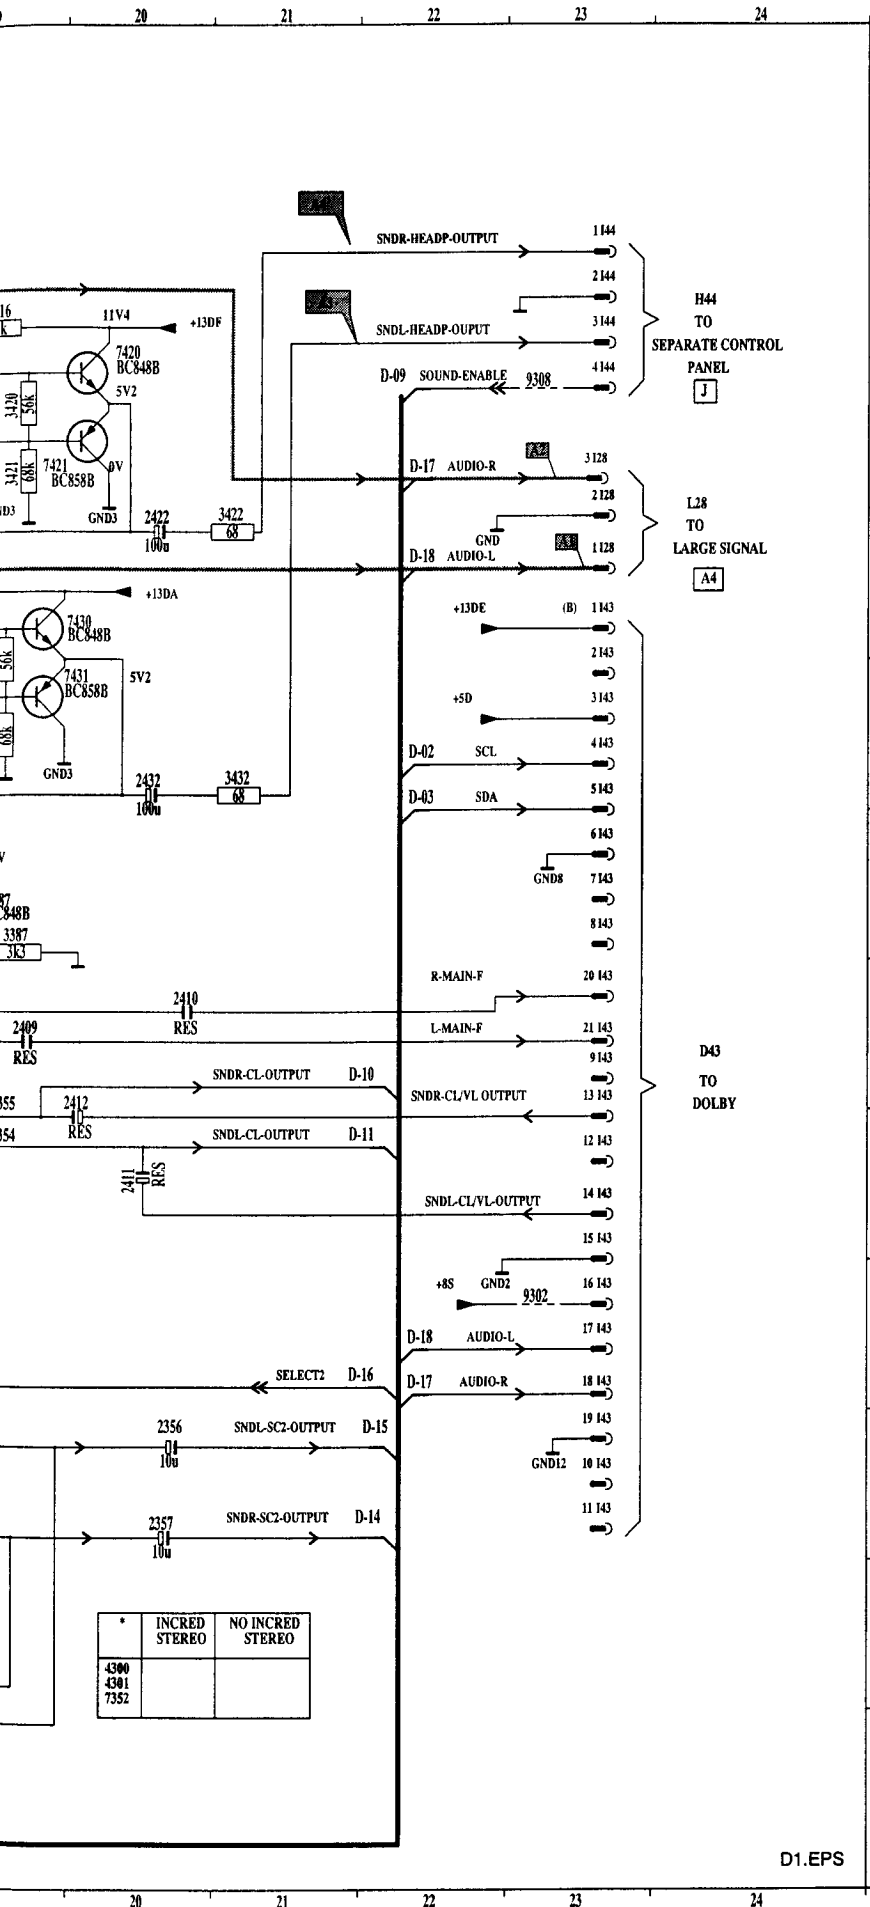 20 21 22 23 24
SNDR-HEADP-OUTPUT
1 I44
2 I44
H44
TO
SEPARATE CONTROL
PANEL
J
16
k
11V4
+13DF
SNDL-HEADP-OUPUT
3 I44
7420
BC848B
5V2
D-09
SOUND-ENABLE
9308
4 I44
3420
56k
3421
68k
7421
BC858B
0V
GND3
D-17
AUDIO-R
A2
3 I28
2422
100u
3422
68
GND
2 I28
L28
TO
LARGE SIGNAL
A4
D-18
AUDIO-L
A1
1 I28
+13DA
+13DE
(B)
1 I43
7430
BC848B
56k
7431
BC858B
5V2
68k
GND3
2 I43
+5D
3 I43
D-02
SCL
4 I43
2432
100u
3432
68
D-03
SDA
5 I43
6 I43
GND8
V
87
C848B
7 I43
3387
3k3
8 I43
R-MAIN-F
20 I43
2410
RES
2409
RES
L-MAIN-F
21 I43
9 I43
D43
TO
DOLBY
SNDR-CL-OUTPUT
D-10
SNDR-CL/VL OUTPUT
13 I43
355
2412
RES
354
SNDL-CL-OUTPUT
D-11
12 I43
2411
RES
SNDL-CL/VL-OUTPUT
14 I43
15 I43
GND2
+8S
9302
16 I43
D-18
AUDIO-L
17 I43
SELECT2
D-16
D-17
AUDIO-R
18 I43
2356
10u
SNDL-SC2-OUTPUT
D-15
19 I43
GND12
10 I43
2357
10u
SNDR-SC2-OUTPUT
D-14
11 I43
* INCRED STEREO NO INCRED STEREO
4300
4301
7352
D1.EPS
20 21 22 23 24